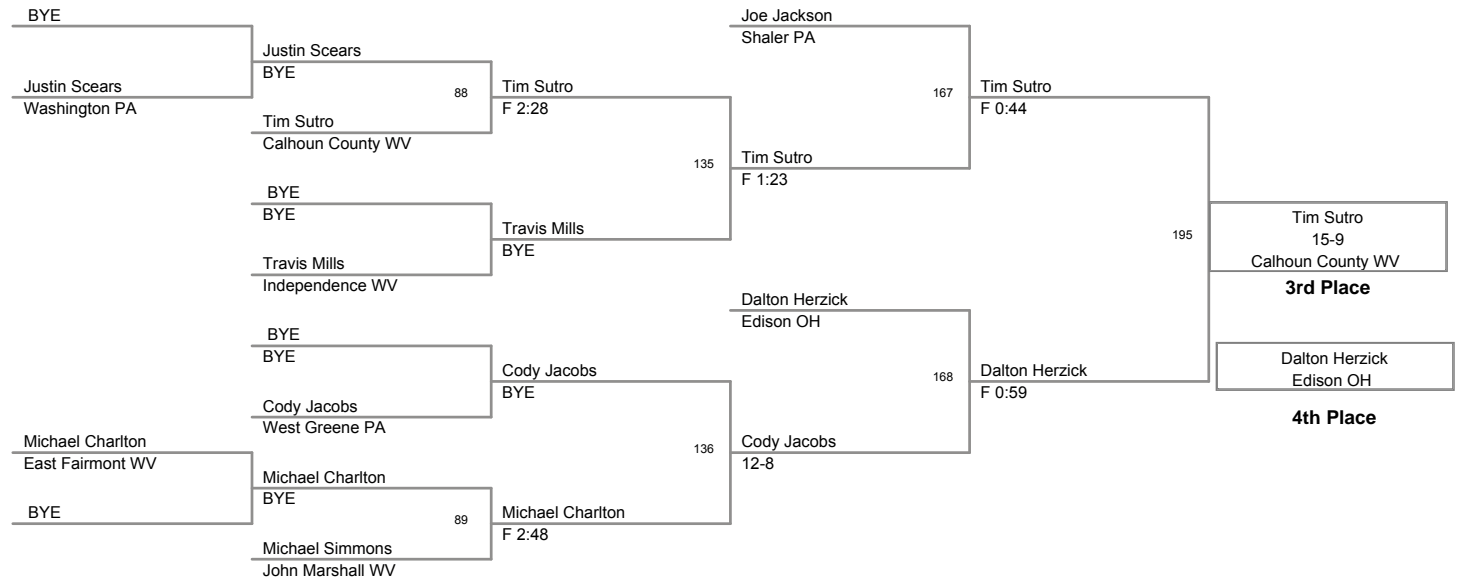 BYE
Justin Scears
Washington PA
Justin Scears
BYE
88
Tim Sutro
Calhoun County WV
Tim Sutro
F 2:28
BYE
BYE
Travis Mills
Independence WV
Travis Mills
BYE
135
Tim Sutro
F 1:23
Joe Jackson
Shaler PA
167
Tim Sutro
F 0:44
BYE
BYE
Cody Jacobs
West Greene PA
Cody Jacobs
BYE
Michael Charlton
East Fairmont WV
BYE
Michael Charlton
BYE
89
Michael Simmons
John Marshall WV
Michael Charlton
F 2:48
136
Cody Jacobs
12-8
Dalton Herzick
Edison OH
168
Dalton Herzick
F 0:59
195
Tim Sutro
15-9
Calhoun County WV
3rd Place
Dalton Herzick
Edison OH
4th Place